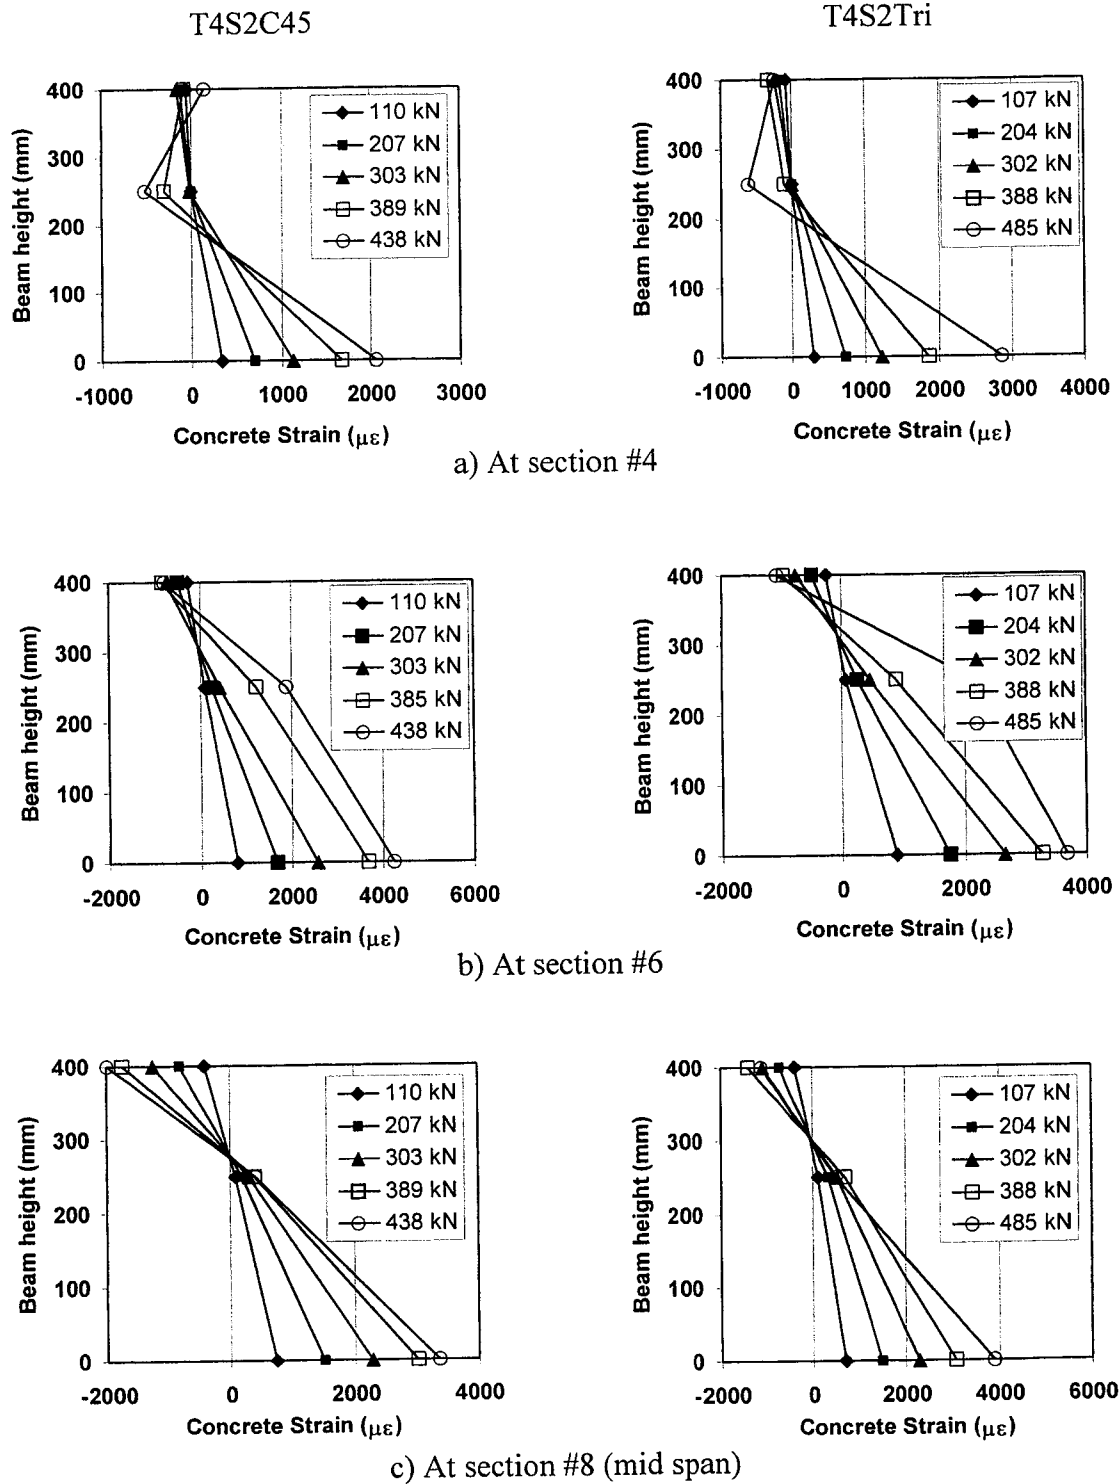 T4S2C45
T4S2Tri
400
300
200
100
0
Beam height (mm)
110 kN
207 kN
303 kN
389 kN
438 kN
-1000 0 1000 2000 3000
Concrete Strain (με)
400
300
200
100
0
Beam height (mm)
107 kN
204 kN
302 kN
388 kN
485 kN
-1000 0 1000 2000 3000 4000
Concrete Strain (με)
a) At section #4
400
300
200
100
0
Beam height (mm)
110 kN
207 kN
303 kN
385 kN
438 kN
-2000 0 2000 4000 6000
Concrete Strain (με)
400
300
200
100
0
Beam height (mm)
107 kN
204 kN
302 kN
388 kN
485 kN
-2000 0 2000 4000
Concrete Strain (με)
b) At section #6
400
300
200
100
0
Beam height (mm)
110 kN
207 kN
303 kN
389 kN
438 kN
-2000 0 2000 4000
Concrete Strain (με)
400
300
200
100
0
Beam height (mm)
107 kN
204 kN
302 kN
388 kN
485 kN
-2000 0 2000 4000 6000
Concrete Strain (με)
c) At section #8 (mid span)